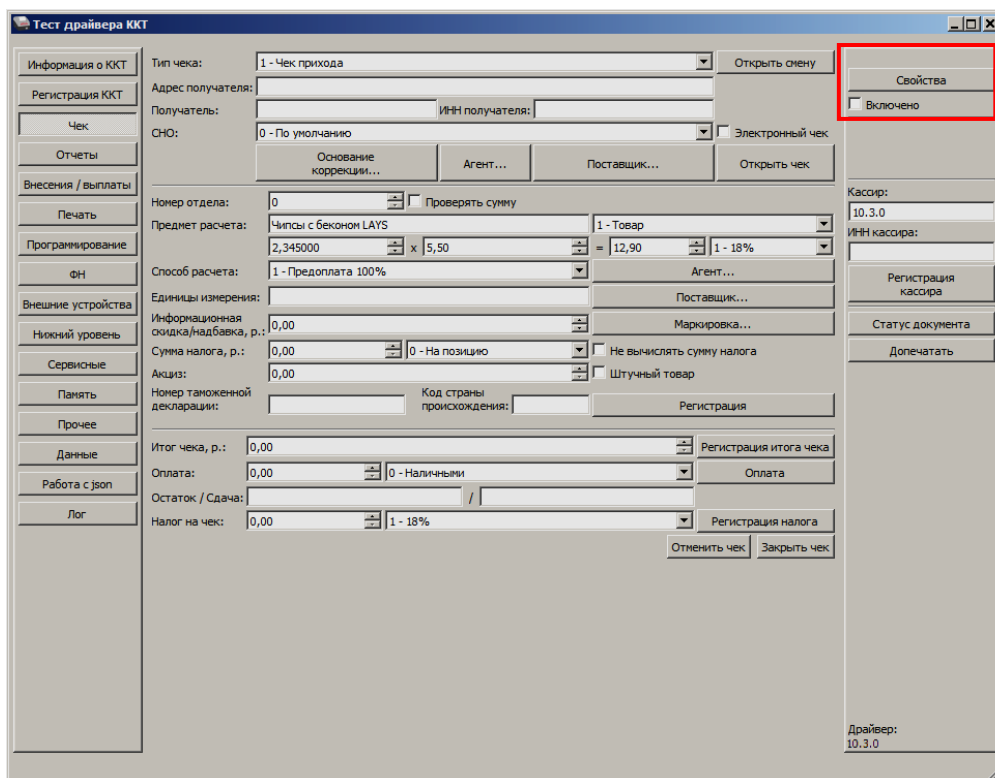 Тест драйвера ККТ
Информация о ККТ
Регистрация ККТ
Чек
Отчеты
Внесения / выплаты
Печать
Программирование
ФН
Внешние устройства
Нижний уровень
Сервисные
Память
Прочее
Данные
Работа с json
Лог
Тип чека: 1 - Чек прихода Открыть смену
Адрес получателя:
Получатель: ИНН получателя:
СНО: 0 - По умолчанию Электронный чек
Основание
коррекции...
Агент... Поставщик... Открыть чек
Номер отдела: 0 Проверять сумму
Предмет расчета: Чипсы с беконом LAYS 1 - Товар
2,345000 x 5,50 = 12,90 1 - 18%
Способ расчета: 1 - Предоплата 100% Агент...
Единицы измерения: Поставщик...
Информационная
скидка/надбавка, р.: 0,00 Маркировка...
Сумма налога, р.: 0,00 0 - На позицию Не вычислять сумму налога
Акциз: 0,00 Штучный товар
Номер таможенной
декларации:
Код страны
происхождения:
Регистрация
Итог чека, р.: 0,00 Регистрация итога чека
Оплата: 0,00 0 - Наличными Оплата
Остаток / Сдача: /
Налог на чек: 0,00 1 - 18% Регистрация налога
Отменить чек Закрыть чек
Свойства
Включено
Кассир:
10.3.0
ИНН кассира:
Регистрация
кассира
Статус документа
Допечатать
Драйвер:
10.3.0